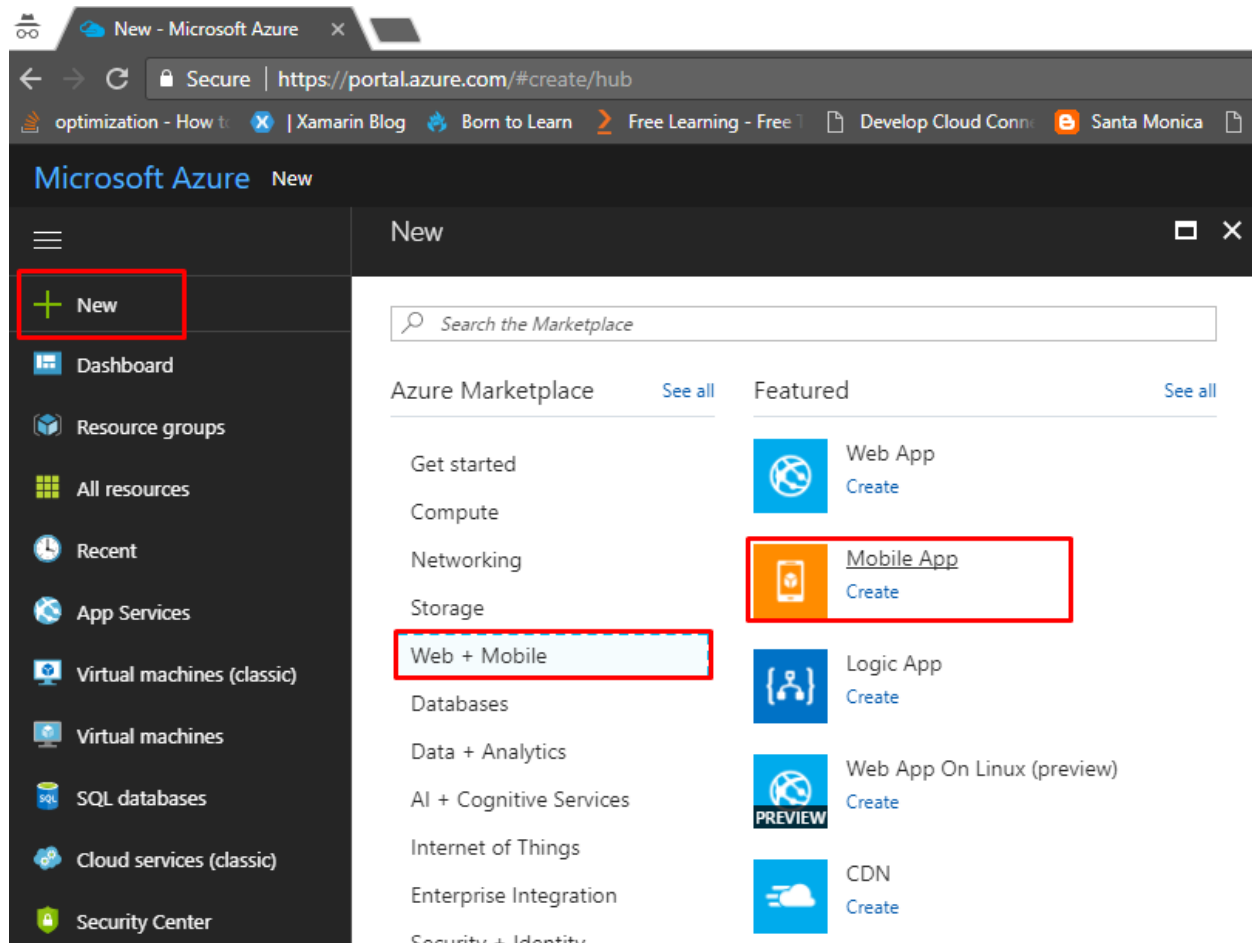 New - Microsoft Azure
Secure | https://portal.azure.com/#create/hub
optimization - How to | Xamarin Blog Born to Learn Free Learning - Free Develop Cloud Conn Santa Monica
Microsoft Azure New
New
New
Search the Marketplace
Dashboard
Azure Marketplace See all Featured See all
Resource groups
Get started
Web App
Create
All resources
Compute
Recent
Networking
Mobile App
Create
App Services
Storage
Web + Mobile
Logic App
Virtual machines (classic)
Create
Databases
Virtual machines
Data + Analytics
Web App On Linux (preview)
SQL databases
AI + Cognitive Services
Create
PREVIEW
Internet of Things
Cloud services (classic)
CDN
Enterprise Integration
Create
Security Center
Security + Identity